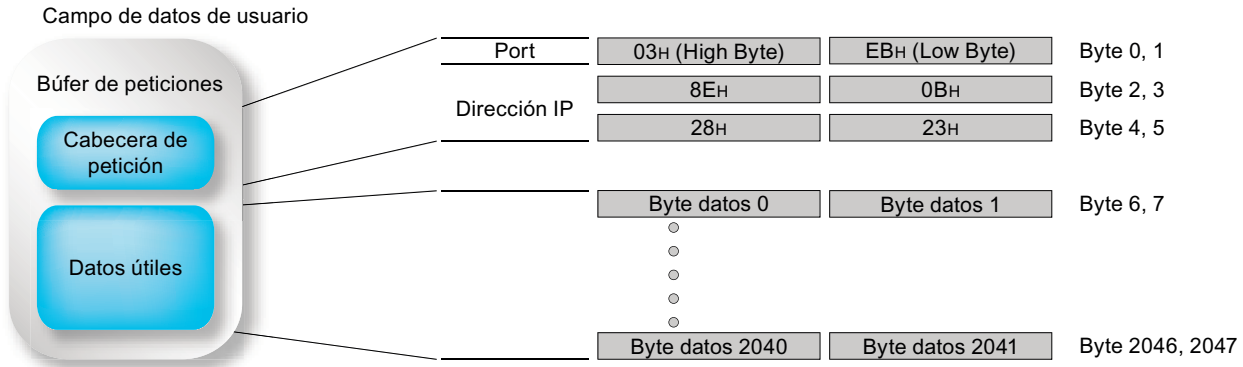 Campo de datos de usuario
Búfer de peticiones
Cabecera de
petición
Datos útiles
Port 03H (High Byte) EBH (Low Byte) Byte 0, 1
Dirección IP
8EH 0BH Byte 2, 3
28H 23H Byte 4, 5
Byte datos 0 Byte datos 1 Byte 6, 7
Byte datos 2040 Byte datos 2041 Byte 2046, 2047